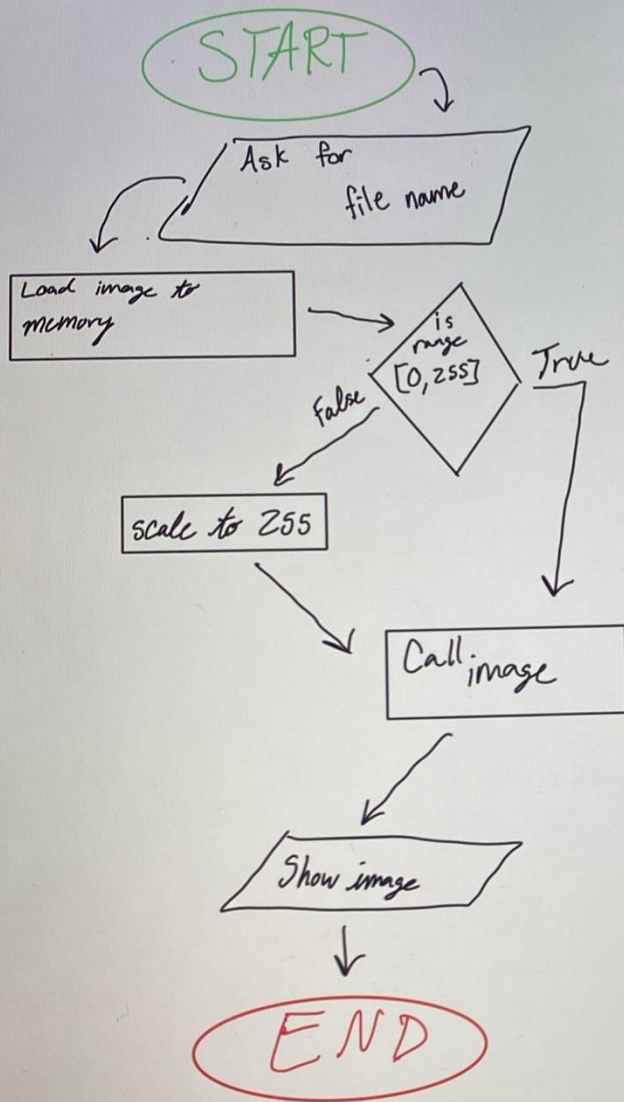 START
Ask for
file name
Load image to
memory
is
range
[0,255]
True
False
scale to 255
Call
image
Show image
END